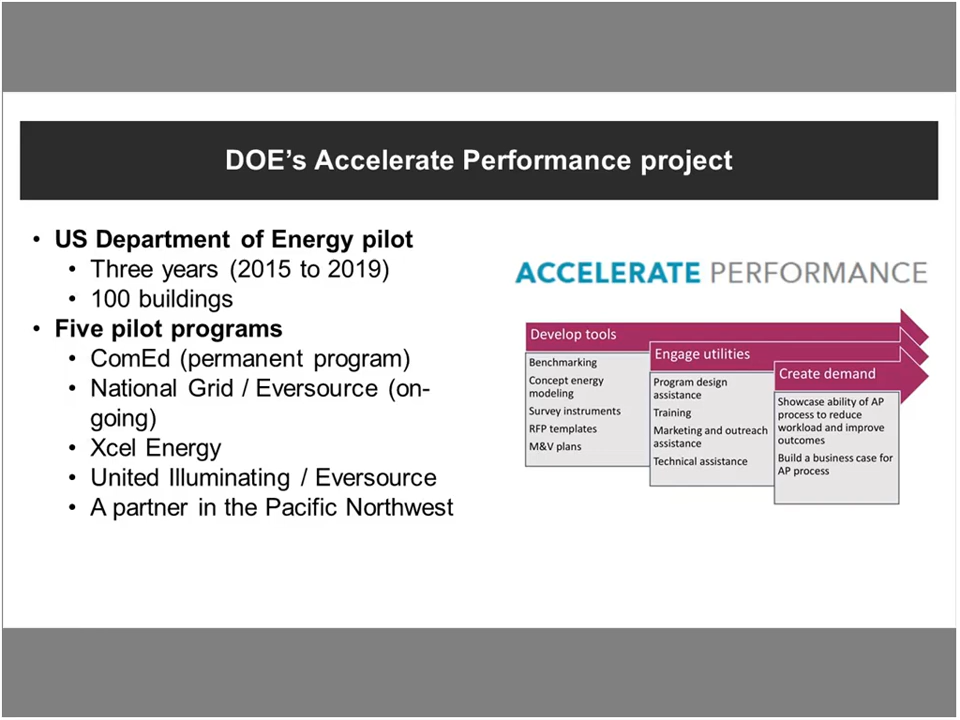 DOE's Accelerate Performance project
• US Department of Energy pilot
• Three years (2015 to 2019)
• 100 buildings
• Five pilot programs
• ComEd (permanent program)
• National Grid / Eversource (on-
going)
• Xcel Energy
• United Illuminating / Eversource
• A partner in the Pacific Northwest
ACCELERATE PERFORMANCE
Develop tools
Benchmarking
Concept energy
modeling
Survey instruments
RFP templates
M&V plans
Engage utilities
Program design
assistance
Training
Marketing and outreach
assistance
Technical assistance
Create demand
Showcase ability of AP
process to reduce
workload and improve
outcomes
Build a business case for
AP process